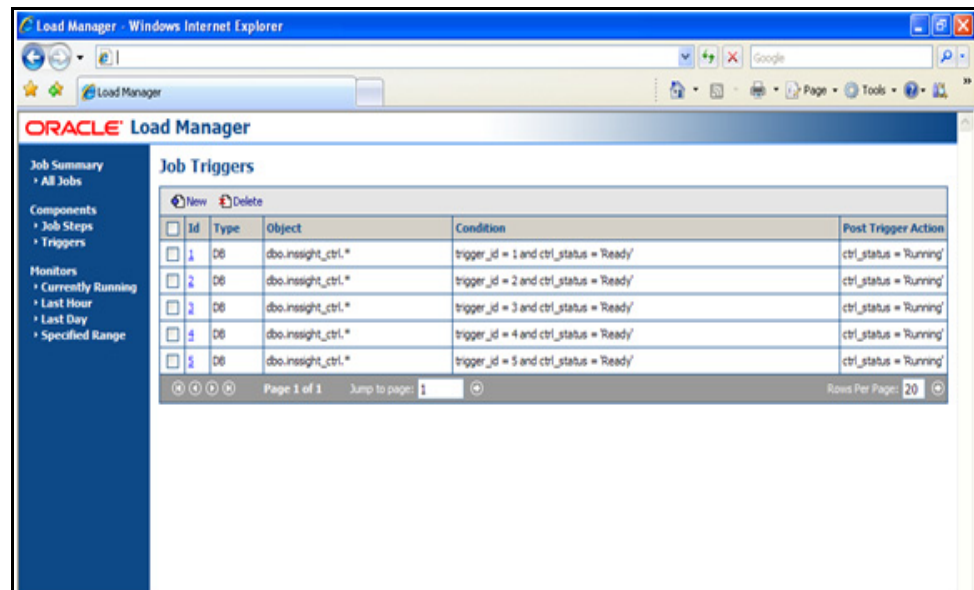 Load Manager - Windows Internet Explorer
Google
Load Manager
Page
Tools
ORACLE Load Manager
Job Summary
All Jobs
Components
Job Steps
Triggers
Monitors
Currently Running
Last Hour
Last Day
Specified Range
Job Triggers
New Delete
Id Type Object Condition Post Trigger Action
1 DB dbo.inssight_ctrl.* trigger_id = 1 and ctrl_status = 'Ready' ctrl_status = 'Running'
2 DB dbo.inssight_ctrl.* trigger_id = 2 and ctrl_status = 'Ready' ctrl_status = 'Running'
3 DB dbo.inssight_ctrl.* trigger_id = 3 and ctrl_status = 'Ready' ctrl_status = 'Running'
4 DB dbo.inssight_ctrl.* trigger_id = 4 and ctrl_status = 'Ready' ctrl_status = 'Running'
5 DB dbo.inssight_ctrl.* trigger_id = 5 and ctrl_status = 'Ready' ctrl_status = 'Running'
Page 1 of 1 Jump to page: 1 Rows Per Page: 20